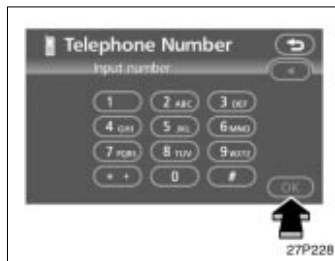 Telephone Number
Input number
1 2 ABC 3 DEF
4 GHI 5 JKL 6 MNO
7 PQRS 8 TUV 9 WXYZ
* + 0 #
OK
27P228